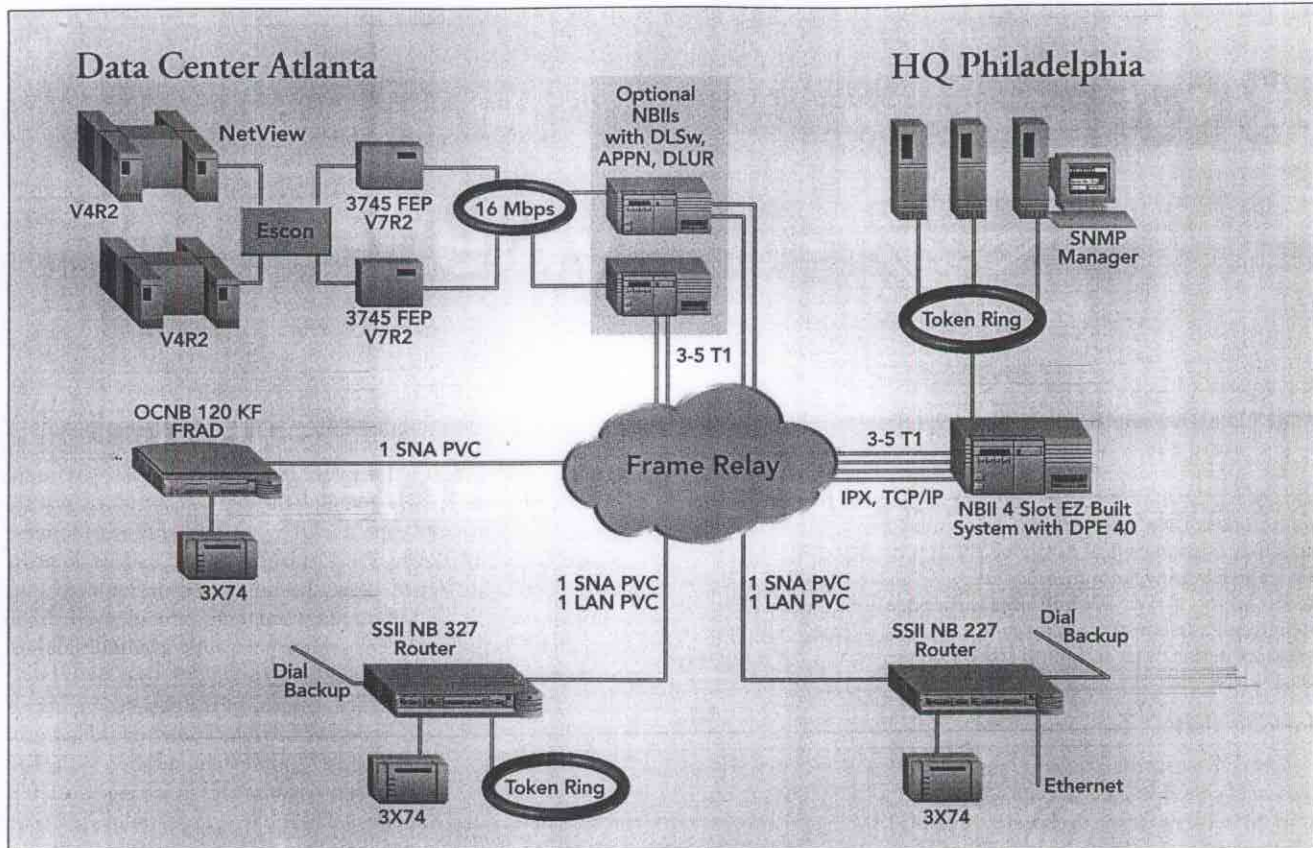 Data Center Atlanta
HQ Philadelphia
NetView
V4R2
V4R2
Escon
3745 FEP
V7R2
3745 FEP
V7R2
16 Mbps
Optional
NBIIs
with DLSw,
APPN, DLUR
SNMP
Manager
Token Ring
3-5 T1
OCNB 120 KF
FRAD
1 SNA PVC
Frame Relay
3-5 T1
IPX, TCP/IP
NBII 4 Slot EZ Built
System with DPE 40
3X74
1 SNA PVC
1 LAN PVC
1 SNA PVC
1 LAN PVC
SSII NB 327
Router
Dial
Backup
3X74
Token Ring
SSII NB 227
Router
Dial
Backup
3X74
Ethernet